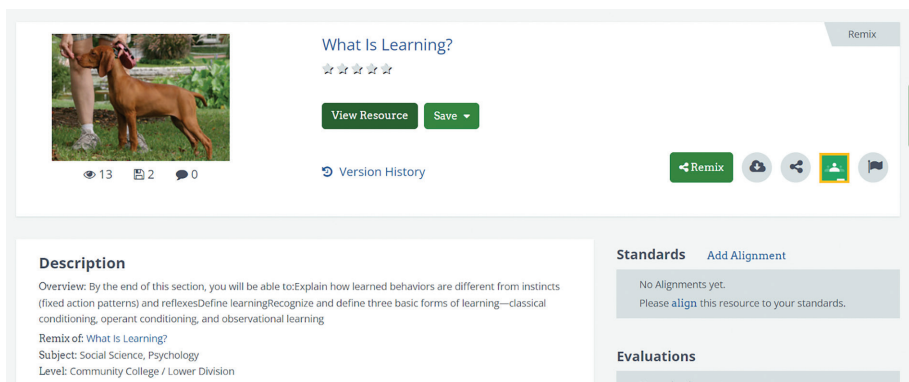 What Is Learning?
Remix
View Resource
Save
13
2
0
Version History
Remix
Description
Overview: By the end of this section, you will be able to:Explain how learned behaviors are different from instincts
(fixed action patterns) and reflexesDefine learningRecognize and define three basic forms of learning—classical
conditioning, operant conditioning, and observational learning
Remix of: What Is Learning?
Subject: Social Science, Psychology
Level: Community College / Lower Division
Standards
Add Alignment
No Alignments yet.
Please align this resource to your standards.
Evaluations